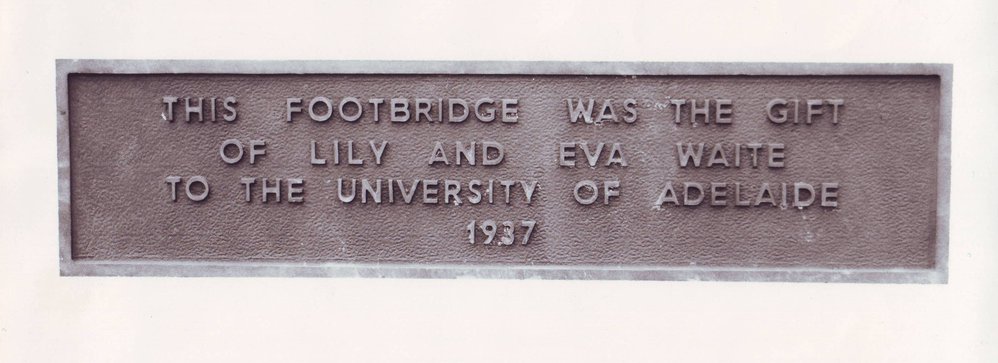 THIS FOOTBRIDGE WAS THE GIFT
OF LILY AND EVA WAITE
TO THE UNIVERSITY OF ADELAIDE
1937